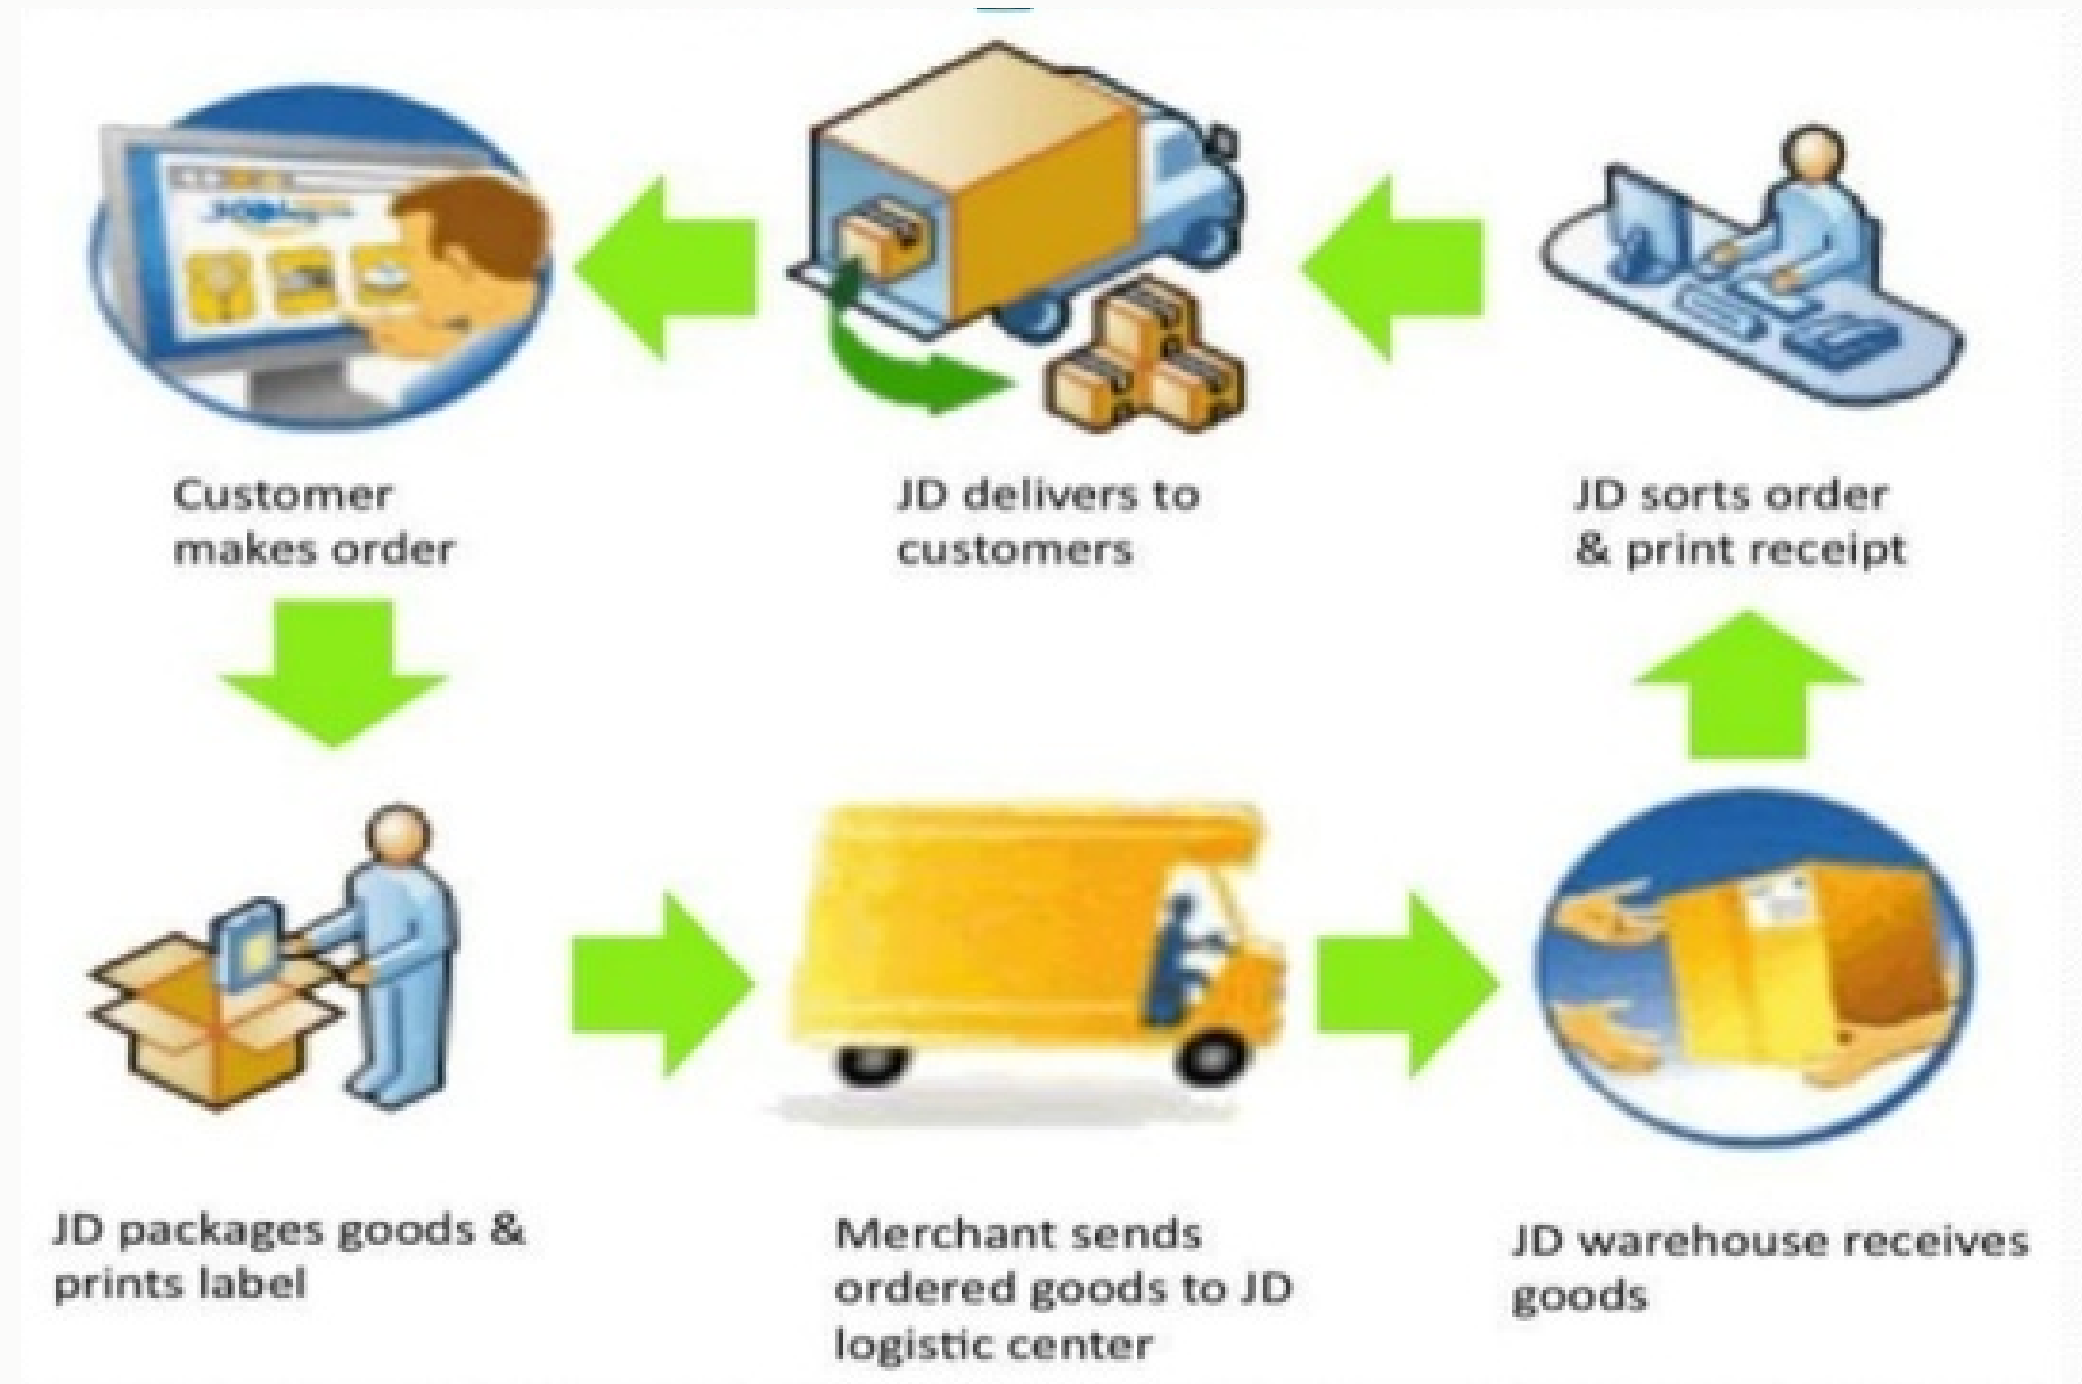 Customer
makes order
JD delivers to
customers
JD sorts order
& print receipt
JD packages goods &
prints label
Merchant sends
ordered goods to JD
logistic center
JD warehouse receives
goods